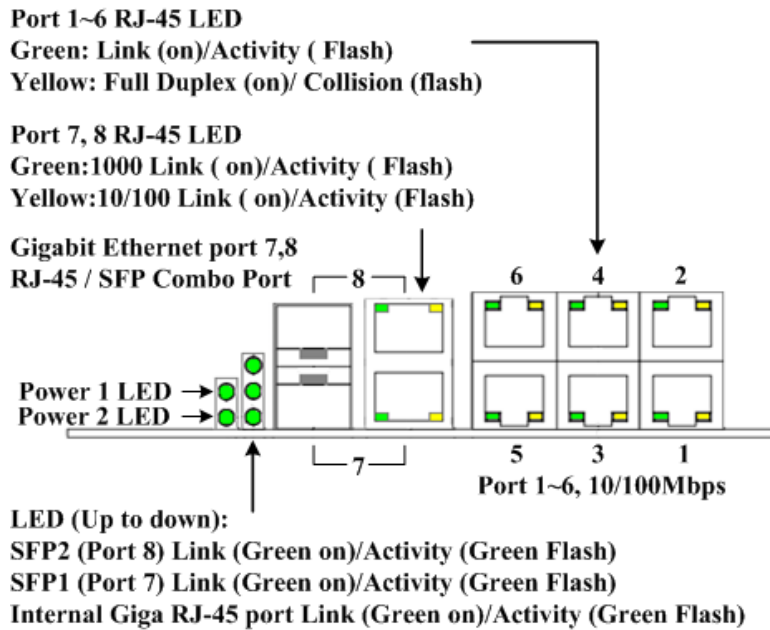 Port 1~6 RJ-45 LED
Green: Link (on)/Activity ( Flash)
Yellow: Full Duplex (on)/ Collision (flash)
Port 7, 8 RJ-45 LED
Green:1000 Link ( on)/Activity ( Flash)
Yellow:10/100 Link ( on)/Activity (Flash)
Gigabit Ethernet port 7,8
RJ-45 / SFP Combo Port
8
6 4 2
Power 1 LED
Power 2 LED
7
5 3 1
Port 1~6, 10/100Mbps
LED (Up to down):
SFP2 (Port 8) Link (Green on)/Activity (Green Flash)
SFP1 (Port 7) Link (Green on)/Activity (Green Flash)
Internal Giga RJ-45 port Link (Green on)/Activity (Green Flash)